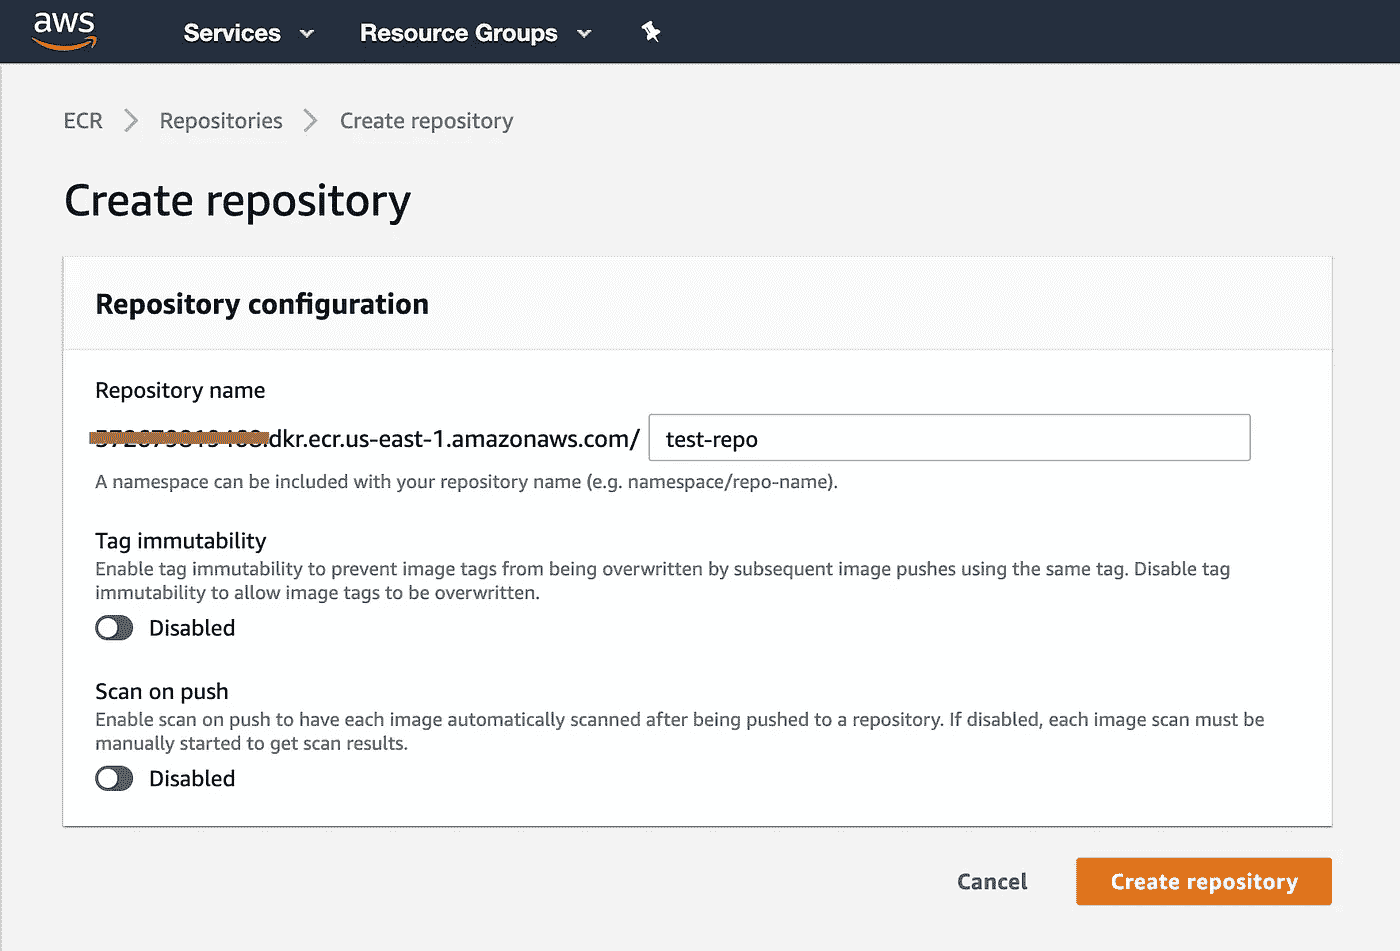 aws
Services
Resource Groups
ECR
Repositories
Create repository
Create repository
Repository configuration
Repository name
.dkr.ecr.us-east-1.amazonaws.com/
test-repo
A namespace can be included with your repository name (e.g. namespace/repo-name).
Tag immutability
Enable tag immutability to prevent image tags from being overwritten by subsequent image pushes using the same tag. Disable tag
immutability to allow image tags to be overwritten.
Disabled
Scan on push
Enable scan on push to have each image automatically scanned after being pushed to a repository. If disabled, each image scan must be
manually started to get scan results.
Disabled
Cancel
Create repository